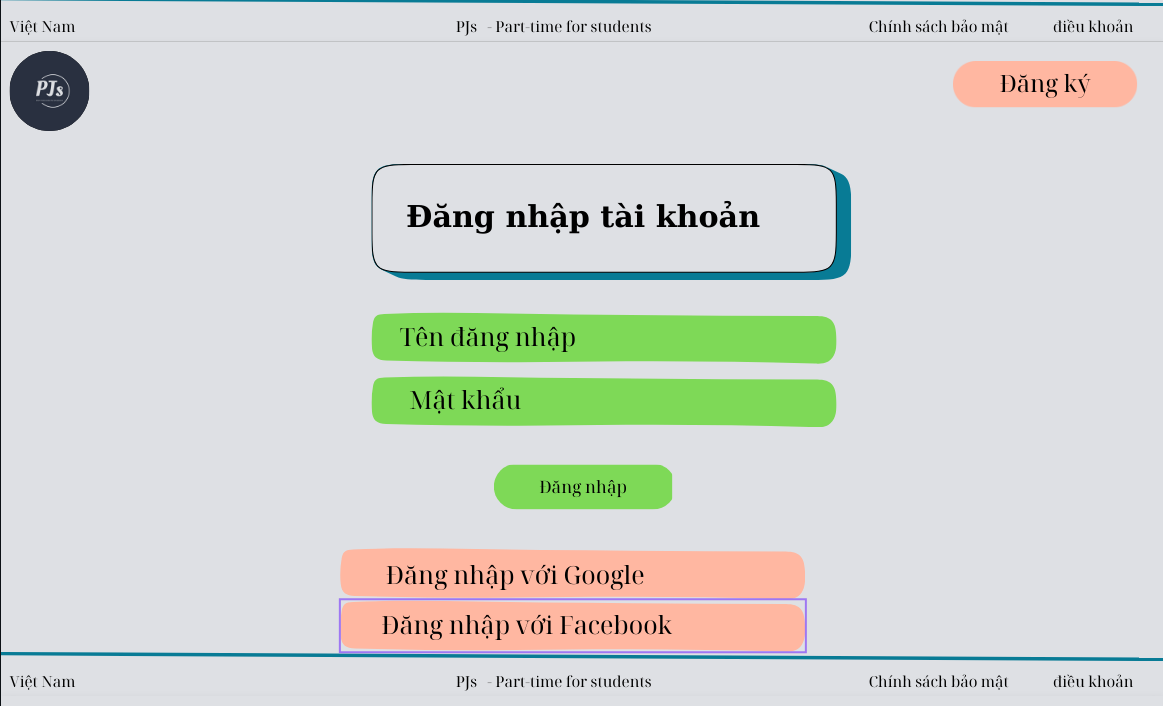 Việt Nam PJs - Part-time for students Chính sách bảo mật điều khoản
PJs
Đăng ký
Đăng nhập tài khoản
Tên đăng nhập
Mật khẩu
Đăng nhập
Đăng nhập với Google
Đăng nhập với Facebook
Việt Nam PJs - Part-time for students Chính sách bảo mật điều khoản